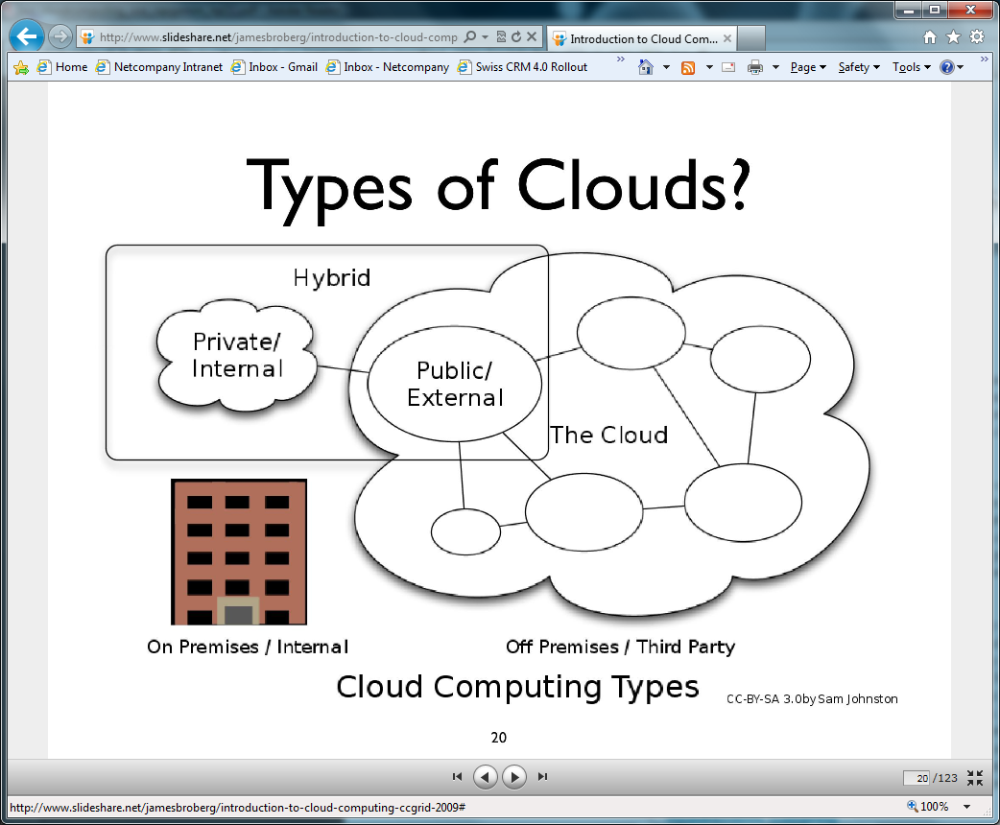 http://www.slideshare.net/jamesbroberg/introduction-to-cloud-comp
Introduction to Cloud Com...
Home
Netcompany Intranet
Inbox - Gmail
Inbox - Netcompany
Swiss CRM 4.0 Rollout
Page
Safety
Tools
Types of Clouds?
Hybrid
Private/
Internal
Public/
External
The Cloud
On Premises / Internal
Off Premises / Third Party
Cloud Computing Types
CC-BY-SA 3.0 by Sam Johnston
20
20 /123
http://www.slideshare.net/jamesbroberg/introduction-to-cloud-computing-ccgrid-2009#
100%